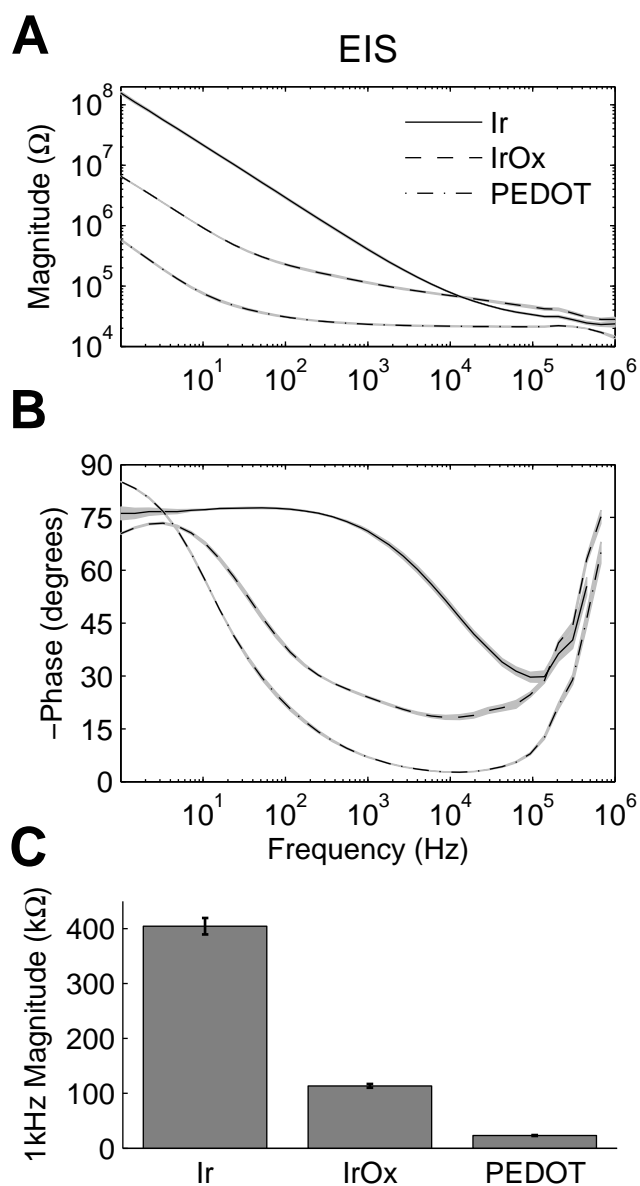 A
EIS
Magnitude (Ω)
10^8
10^7
10^6
10^5
10^4
Ir
IrOx
PEDOT
10^1 10^2 10^3 10^4 10^5 10^6
B
−Phase (degrees)
90
75
60
45
30
15
0
10^1 10^2 10^3 10^4 10^5 10^6
Frequency (Hz)
C
1kHz Magnitude (kΩ)
400
300
200
100
0
Ir IrOx PEDOT